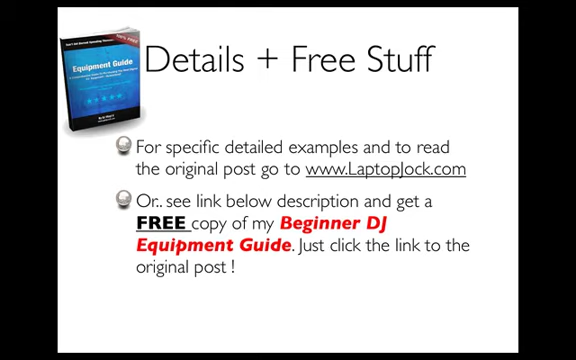 Equipment Guide
Details + Free Stuff
For specific detailed examples and to read
the original post go to www.LaptopJock.com
Or.. see link below description and get a
FREE copy of my Beginner DJ
Equipment Guide. Just click the link to the
original post !